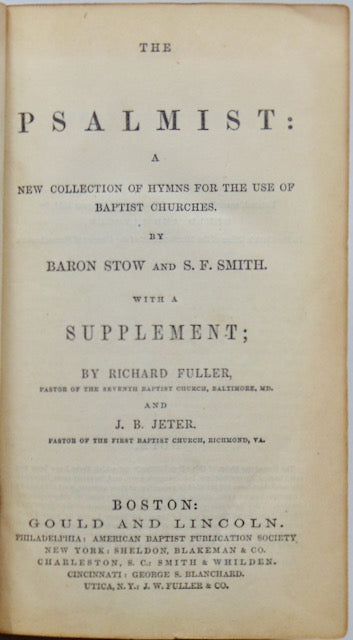 THE
PSALMIST:
A
NEW COLLECTION OF HYMNS FOR THE USE OF
BAPTIST CHURCHES.
BY
BARON STOW AND S. F. SMITH.
WITH A
SUPPLEMENT;
BY RICHARD FULLER,
PASTOR OF THE SEVENTH BAPTIST CHURCH, BALTIMORE, MD.
AND
J. B. JETER.
PASTOR OF THE FIRST BAPTIST CHURCH, RICHMOND, VA.
BOSTON:
GOULD AND LINCOLN.
PHILADELPHIA: AMERICAN BAPTIST PUBLICATION SOCIETY
NEW YORK: SHELDON, BLAKEMAN & CO.
CHARLESTON, S. C.: SMITH & WHILDEN.
CINCINNATI: GEORGE S. BLANCHARD.
UTICA, N.Y.: J. W. FULLER & CO.